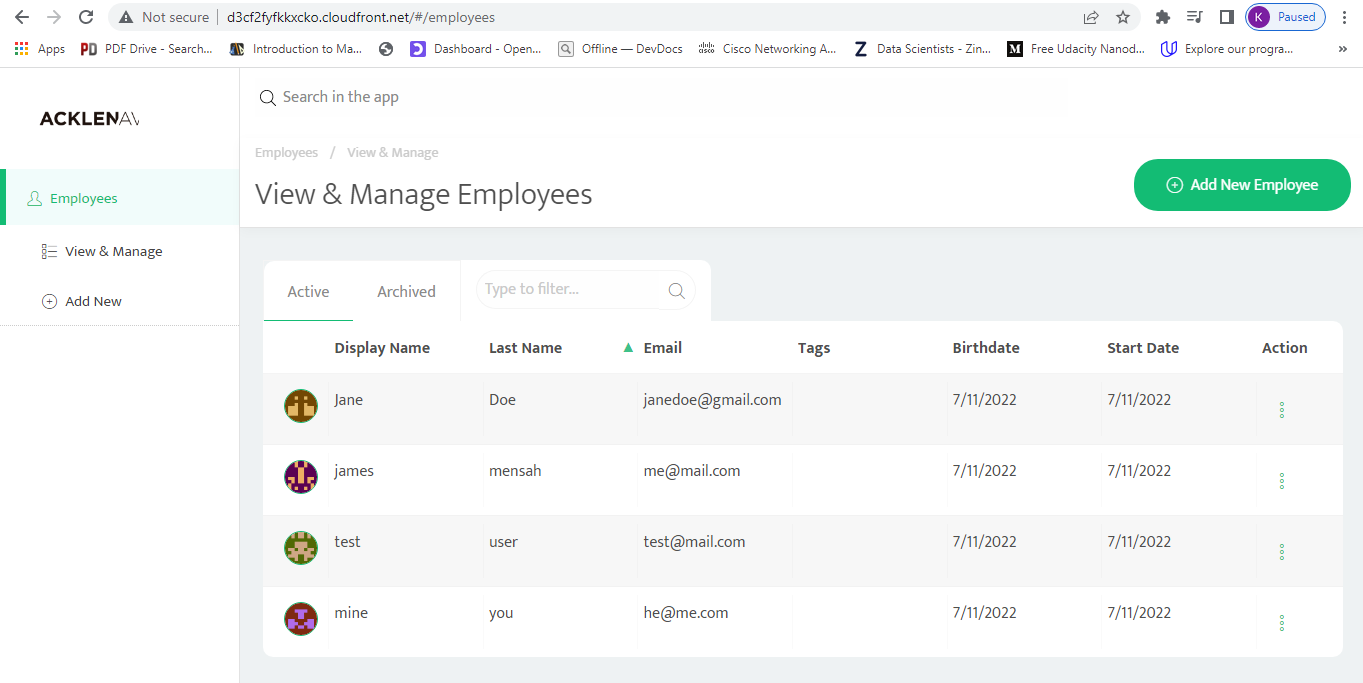 Not secure d3cf2fyfkkxcko.cloudfront.net/#/employees K Paused
Apps PD PDF Drive - Search... Introduction to Ma... Dashboard - Open... Offline — DevDocs Cisco Networking A... Z Data Scientists - Zin... M Free Udacity Nanod... Explore our progra... »
Search in the app
ACKLENAV
Employees / View & Manage
View & Manage Employees
Add New Employee
Employees
View & Manage
Add New
Active Archived Type to filter...
Display Name Last Name ▲ Email Tags Birthdate Start Date Action
Jane Doe janedoe@gmail.com 7/11/2022 7/11/2022
james mensah me@mail.com 7/11/2022 7/11/2022
test user test@mail.com 7/11/2022 7/11/2022
mine you he@me.com 7/11/2022 7/11/2022